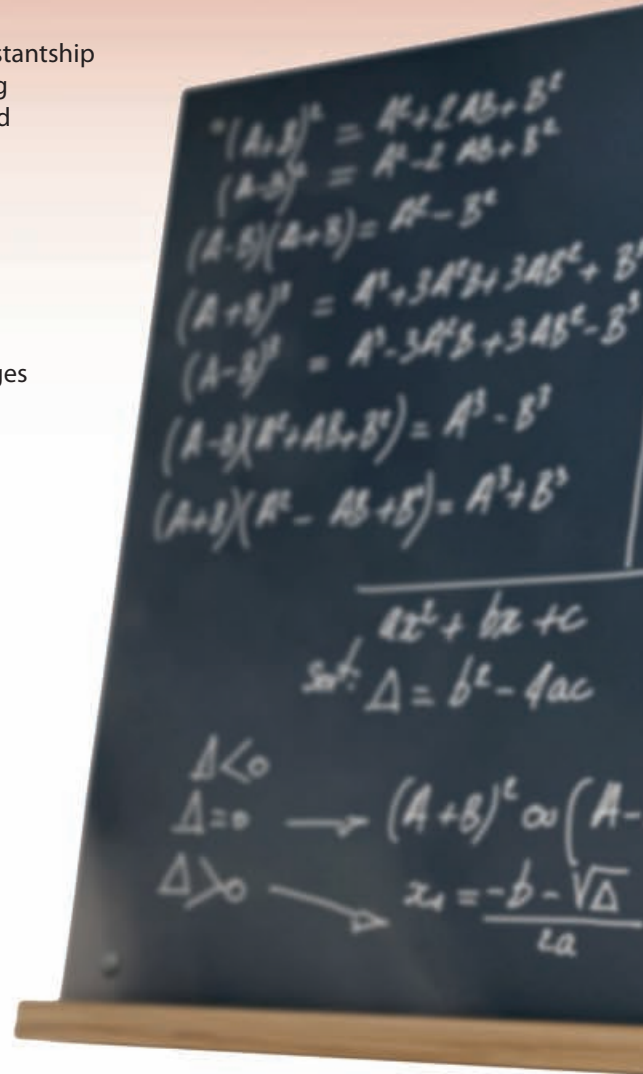 stantship
g
d
ges
"(A+B)² = A²+2AB+B²
(A-B)² = A²-2AB+B²
(A-B)(A+B)= A²-B²
(A+B)³ = A³+3A²B+3AB²+B³
(A-B)³ = A³-3A²B+3AB²-B³
(A-B)(A²+AB+B²)= A³-B³
(A+B)(A²-AB+B²)= A³+B³
ax²+bx+c
Δ=b²-4ac
Δ<0
Δ=0 → (A+B)² ∞ (A-
Δ>0 → x₁ = -b-√Δ
2a